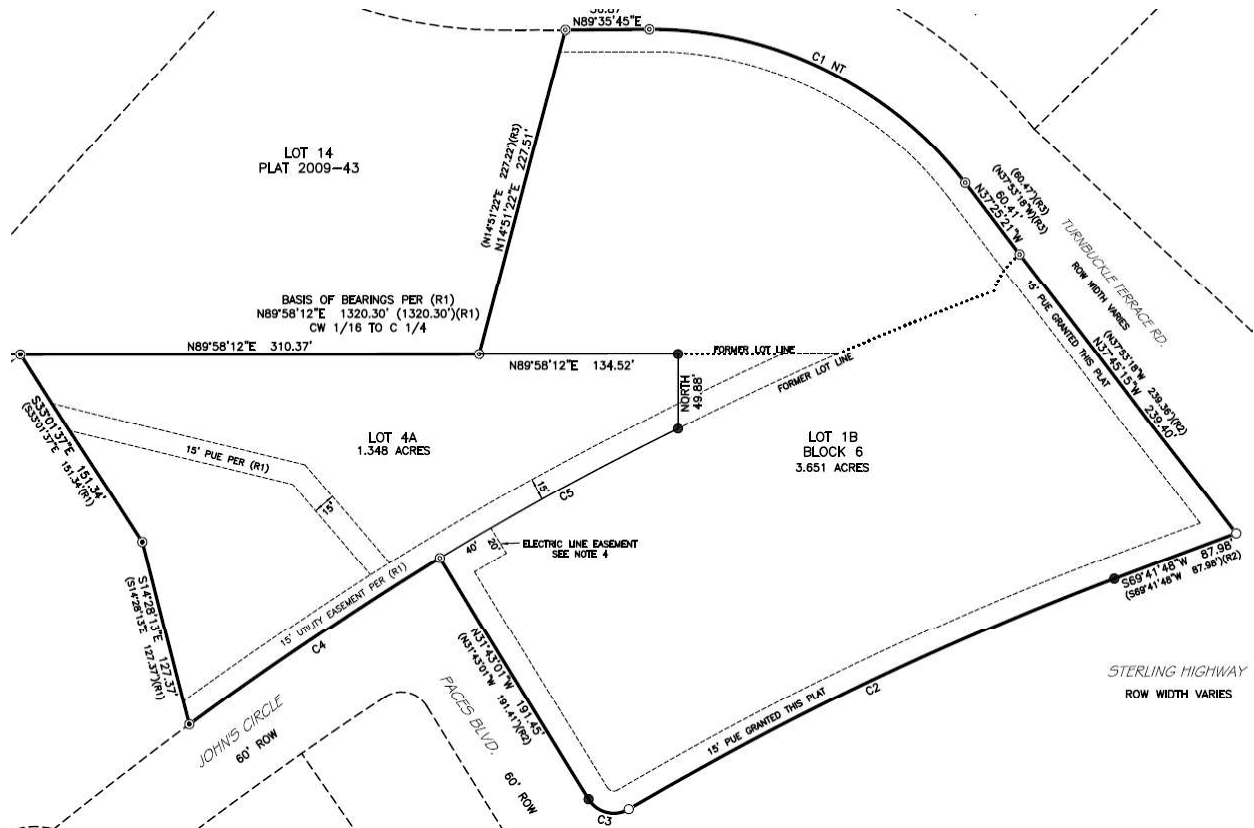 N89°35'45"E
C1 NT
LOT 14
PLAT 2009-43
(N14°51'22"E 227.22')(R3)
N14°51'22"E 227.51'
(60.47')(R3)
(N37°53'18"W)(R3)
60.41'
N37°25'21"W
TURNBUCKLE TERRACE RD.
ROW WIDTH VARIES
BASIS OF BEARINGS PER (R1)
N89°58'12"E 1320.30' (1320.30')(R1)
CW 1/16 TO C 1/4
15' PUE GRANTED THIS PLAT
(N37°53'18"W 239.36')(R2)
N37°45'15"W 239.40'
N89°58'12"E 310.37'
N89°58'12"E 134.52'
FORMER LOT LINE
FORMER LOT LINE
NORTH
49.88'
S33°01'37"E 151.34'
(S33°01'37"E 151.34')(R1)
15' PUE PER (R1)
15'
LOT 4A
1.348 ACRES
LOT 1B
BLOCK 6
3.651 ACRES
15'
C5
40'
20'
ELECTRIC LINE EASEMENT
SEE NOTE 4
S14°28'13"E 127.37'
(S14°28'13"E 127.37')(R1)
15' UTILITY EASEMENT PER (R1)
C4
S69°41'48"W 87.98'
(S69°41'48"W 87.98')(R2)
N31°43'01"W 191.45'
(N31°43'01"W 191.41')(R2)
STERLING HIGHWAY
ROW WIDTH VARIES
JOHN'S CIRCLE
60' ROW
PACES BLVD.
60' ROW
15' PUE GRANTED THIS PLAT
C2
C3